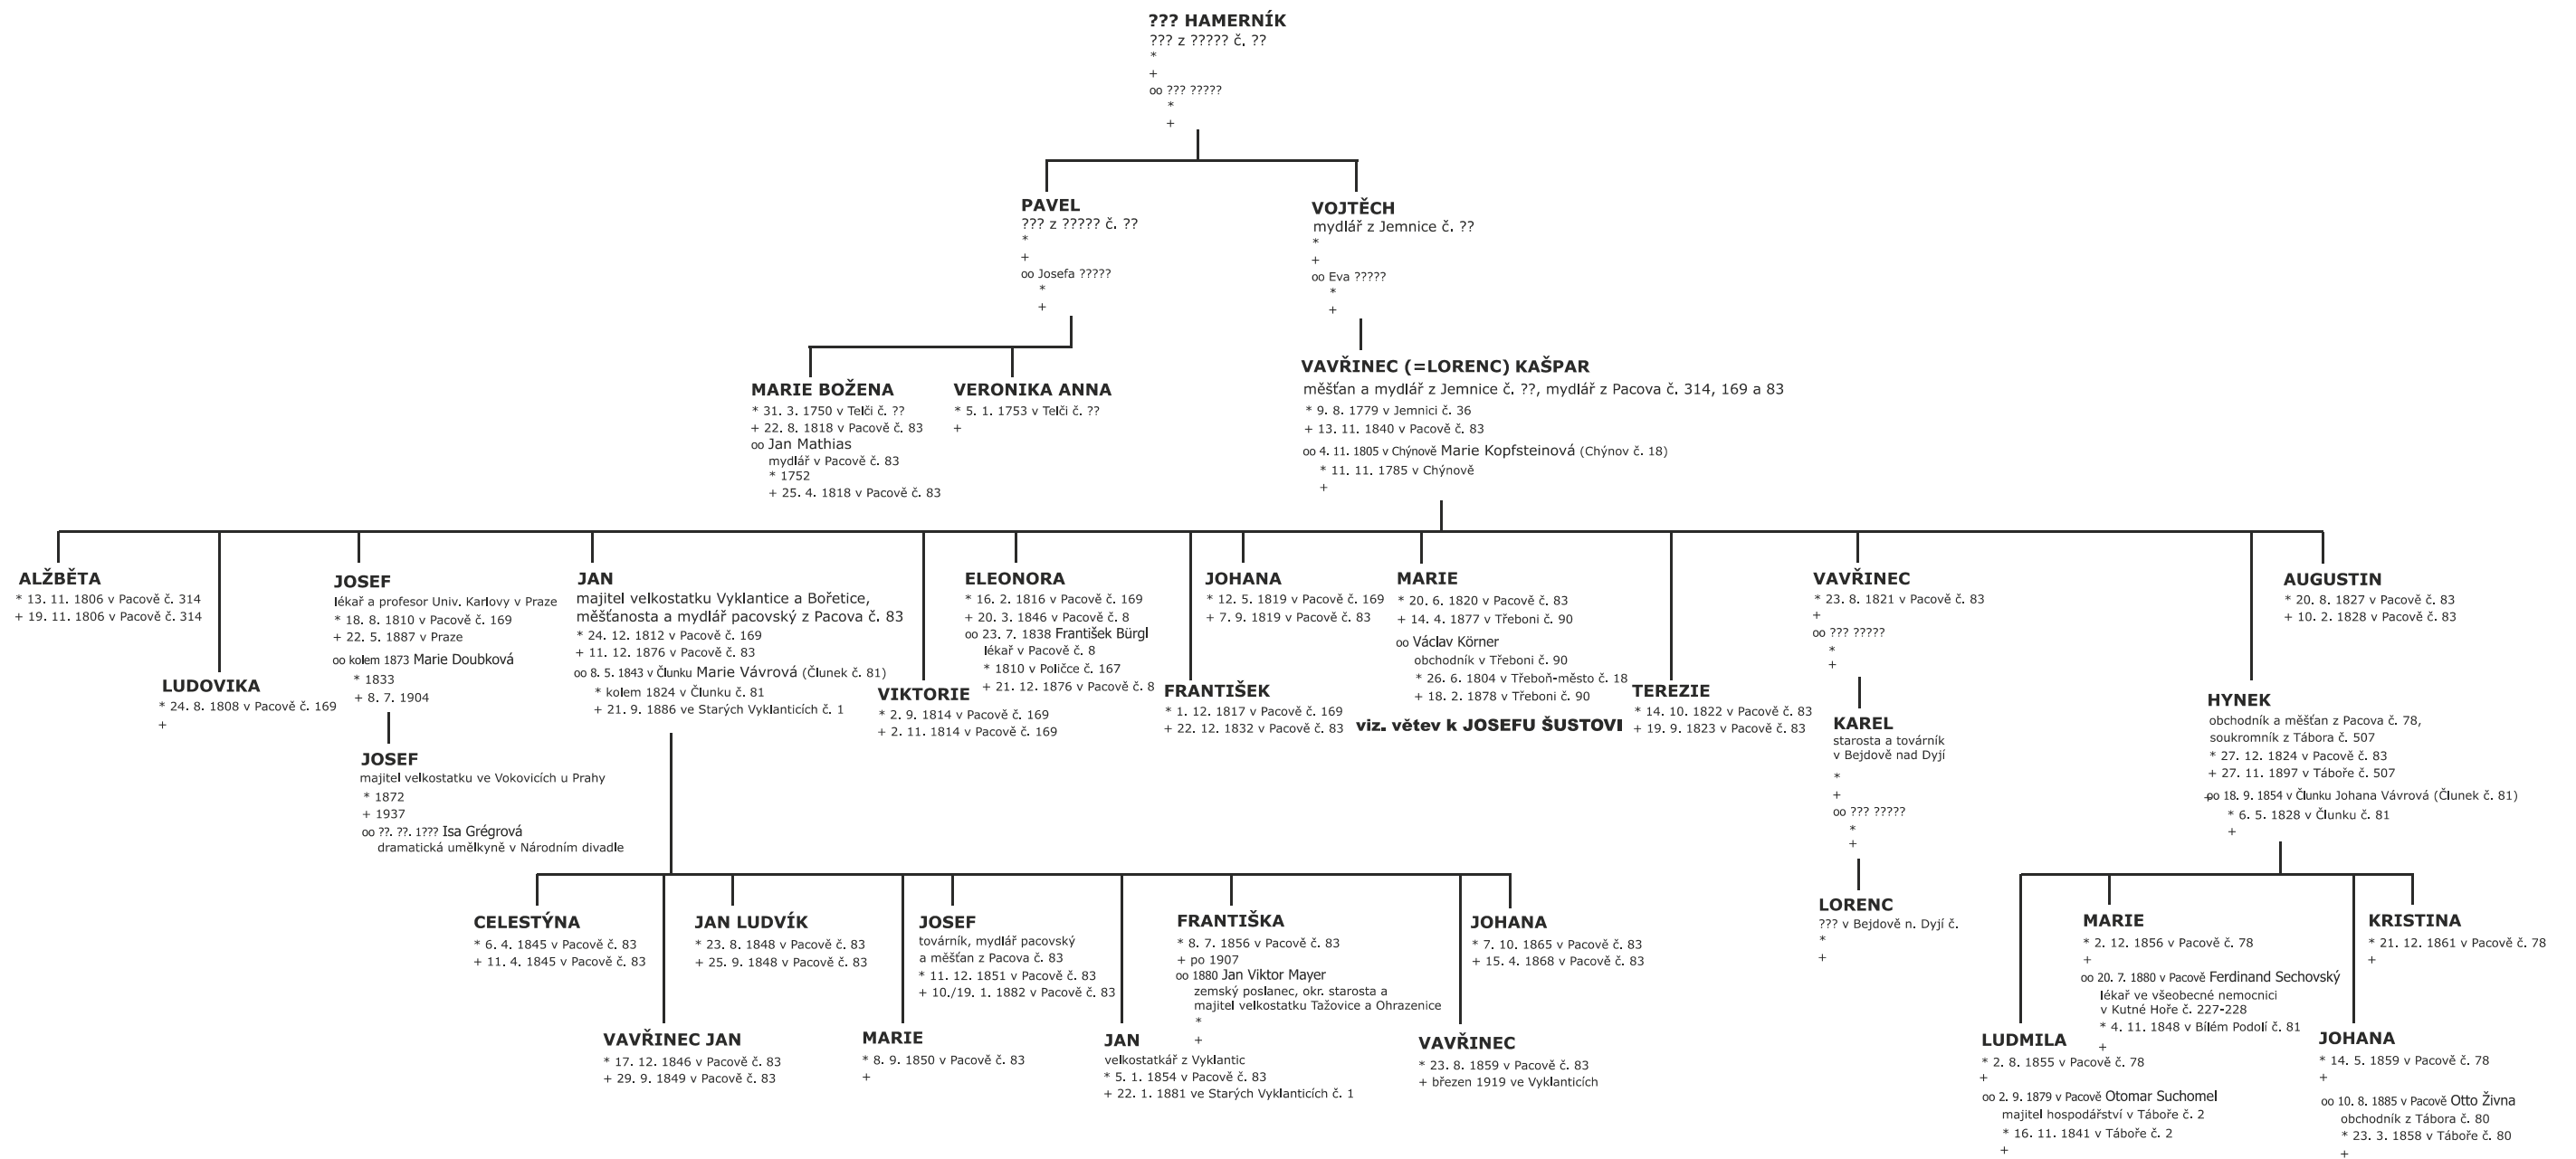 ??? HAMERNÍK
??? z ????? č. ??
*
+
oo ??? ?????
*
+
PAVEL
??? z ????? č. ??
*
+
oo Josefa ?????
*
+
VOJTĚCH
mydlář z Jemnice č. ??
*
+
oo Eva ?????
*
+
MARIE BOŽENA
* 31. 3. 1750 v Telči č. ??
+ 22. 8. 1818 v Pacově č. 83
oo Jan Mathias
mydlář v Pacově č. 83
* 1752
+ 25. 4. 1818 v Pacově č. 83
VERONIKA ANNA
* 5. 1. 1753 v Telči č. ??
+
VAVŘINEC (=LORENC) KAŠPAR
měšťan a mydlář z Jemnice č. ??, mydlář z Pacova č. 314, 169 a 83
* 9. 8. 1779 v Jemnici č. 36
+ 13. 11. 1840 v Pacově č. 83
oo 4. 11. 1805 v Chýnově Marie Kopfsteinová (Chýnov č. 18)
* 11. 11. 1785 v Chýnově
+
ALŽBĚTA
* 13. 11. 1806 v Pacově č. 314
+ 19. 11. 1806 v Pacově č. 314
LUDOVIKA
* 24. 8. 1808 v Pacově č. 169
+
JOSEF
lékař a profesor Univ. Karlovy v Praze
* 18. 8. 1810 v Pacově č. 169
+ 22. 5. 1887 v Praze
oo kolem 1873 Marie Doubková
* 1833
+ 8. 7. 1904
JOSEF
majitel velkostatku ve Vokovicích u Prahy
* 1872
+ 1937
oo ??. ??. 1??? Isa Grégrová
dramatická umělkyně v Národním divadle
JAN
majitel velkostatku Vyklantice a Bořetice,
měšťanosta a mydlář pacovský z Pacova č. 83
* 24. 12. 1812 v Pacově č. 169
+ 11. 12. 1876 v Pacově č. 83
oo 8. 5. 1843 v Člunku Marie Vávrová (Člunek č. 81)
* kolem 1824 v Člunku č. 81
+ 21. 9. 1886 ve Starých Vyklanticích č. 1
VIKTORIE
* 2. 9. 1814 v Pacově č. 169
+ 2. 11. 1814 v Pacově č. 169
ELEONORA
* 16. 2. 1816 v Pacově č. 169
+ 20. 3. 1846 v Pacově č. 8
oo 23. 7. 1838 František Bürgl
lékař v Pacově č. 8
* 1810 v Poličce č. 167
+ 21. 12. 1876 v Pacově č. 8
FRANTIŠEK
* 1. 12. 1817 v Pacově č. 169
+ 22. 12. 1832 v Pacově č. 83
JOHANA
* 12. 5. 1819 v Pacově č. 169
+ 7. 9. 1819 v Pacově č. 83
MARIE
* 20. 6. 1820 v Pacově č. 83
+ 14. 4. 1877 v Třeboni č. 90
oo Václav Körner
obchodník v Třeboni č. 90
* 26. 6. 1804 v Třeboň-město č. 18
+ 18. 2. 1878 v Třeboni č. 90
viz. větev k JOSEFU ŠUSTOVI
TEREZIE
* 14. 10. 1822 v Pacově č. 83
+ 19. 9. 1823 v Pacově č. 83
VAVŘINEC
* 23. 8. 1821 v Pacově č. 83
+
oo ??? ?????
*
+
KAREL
starosta a továrník
v Bejdově nad Dyjí
*
+
oo ??? ?????
*
+
LORENC
??? v Bejdově n. Dyjí č.
*
+
HYNEK
obchodník a měšťan z Pacova č. 78,
soukromník z Tábora č. 507
* 27. 12. 1824 v Pacově č. 83
+ 27. 11. 1897 v Táboře č. 507
+
oo 18. 9. 1854 v Člunku Johana Vávrová (Člunek č. 81)
* 6. 5. 1828 v Člunku č. 81
+
AUGUSTIN
* 20. 8. 1827 v Pacově č. 83
+ 10. 2. 1828 v Pacově č. 83
CELESTÝNA
* 6. 4. 1845 v Pacově č. 83
+ 11. 4. 1845 v Pacově č. 83
VAVŘINEC JAN
* 17. 12. 1846 v Pacově č. 83
+ 29. 9. 1849 v Pacově č. 83
JAN LUDVÍK
* 23. 8. 1848 v Pacově č. 83
+ 25. 9. 1848 v Pacově č. 83
MARIE
* 8. 9. 1850 v Pacově č. 83
+
JOSEF
továrník, mydlář pacovský
a měšťan z Pacova č. 83
* 11. 12. 1851 v Pacově č. 83
+ 10./19. 1. 1882 v Pacově č. 83
JAN
velkostatkář z Vyklantic
* 5. 1. 1854 v Pacově č. 83
+ 22. 1. 1881 ve Starých Vyklanticích č. 1
FRANTIŠKA
* 8. 7. 1856 v Pacově č. 83
+ po 1907
oo 1880 Jan Viktor Mayer
zemský poslanec, okr. starosta a
majitel velkostatku Tažovice a Ohrazenice
*
+
VAVŘINEC
* 23. 8. 1859 v Pacově č. 83
+ březen 1919 ve Vyklanticích
JOHANA
* 7. 10. 1865 v Pacově č. 83
+ 15. 4. 1868 v Pacově č. 83
LUDMILA
* 2. 8. 1855 v Pacově č. 78
+
oo 2. 9. 1879 v Pacově Otomar Suchomel
majitel hospodářství v Táboře č. 2
* 16. 11. 1841 v Táboře č. 2
+
MARIE
* 2. 12. 1856 v Pacově č. 78
+
oo 20. 7. 1880 v Pacově Ferdinand Sechovský
lékař ve všeobecné nemocnici
v Kutné Hoře č. 227-228
* 4. 11. 1848 v Bílém Podolí č. 81
+
JOHANA
* 14. 5. 1859 v Pacově č. 78
+
oo 10. 8. 1885 v Pacově Otto Živna
obchodník z Tábora č. 80
* 23. 3. 1858 v Táboře č. 80
+
KRISTINA
* 21. 12. 1861 v Pacově č. 78
+